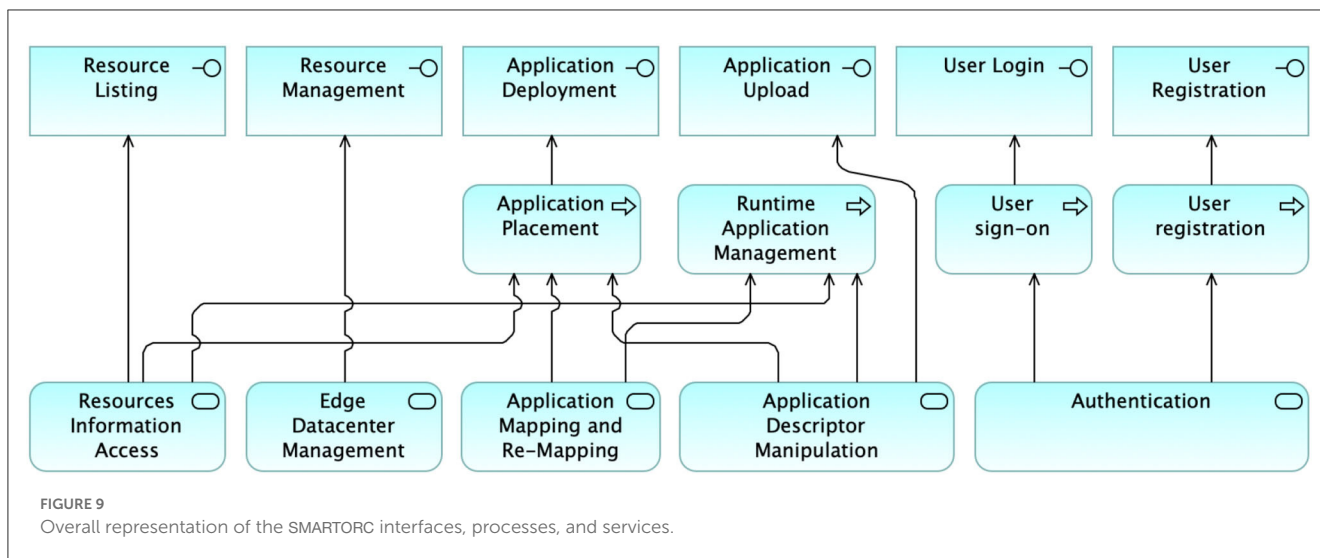 Resource
Listing
Resource
Management
Application
Deployment
Application
Upload
User Login
User
Registration
Application
Placement
Runtime
Application
Management
User
sign-on
User
registration
Resources
Information
Access
Edge
Datacenter
Management
Application
Mapping and
Re-Mapping
Application
Descriptor
Manipulation
Authentication
FIGURE 9
Overall representation of the SMARTORC interfaces, processes, and services.